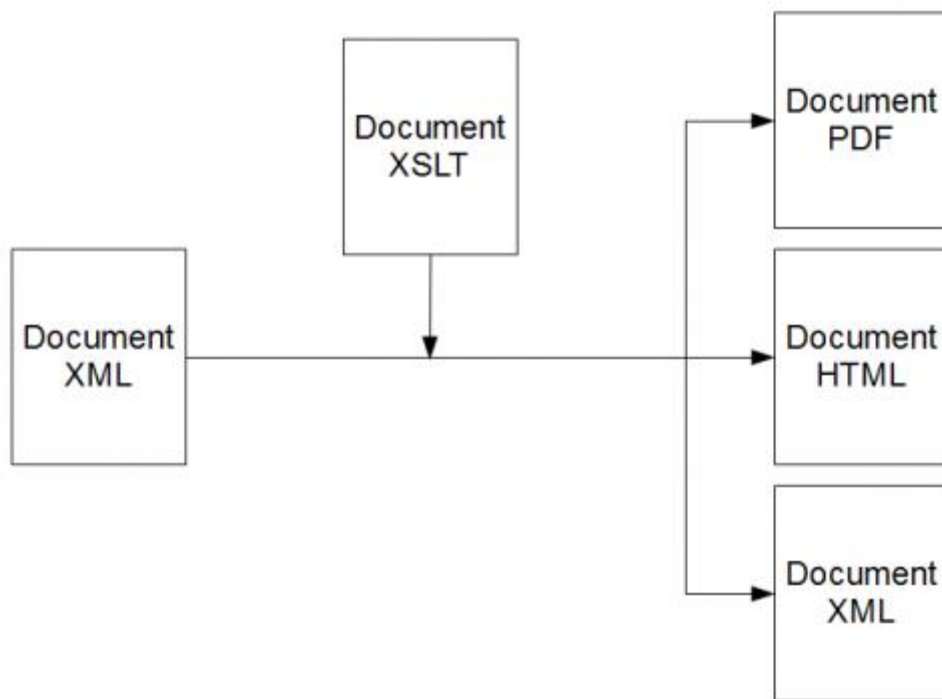 Document
XSLT
Document
XML
Document
PDF
Document
HTML
Document
XML